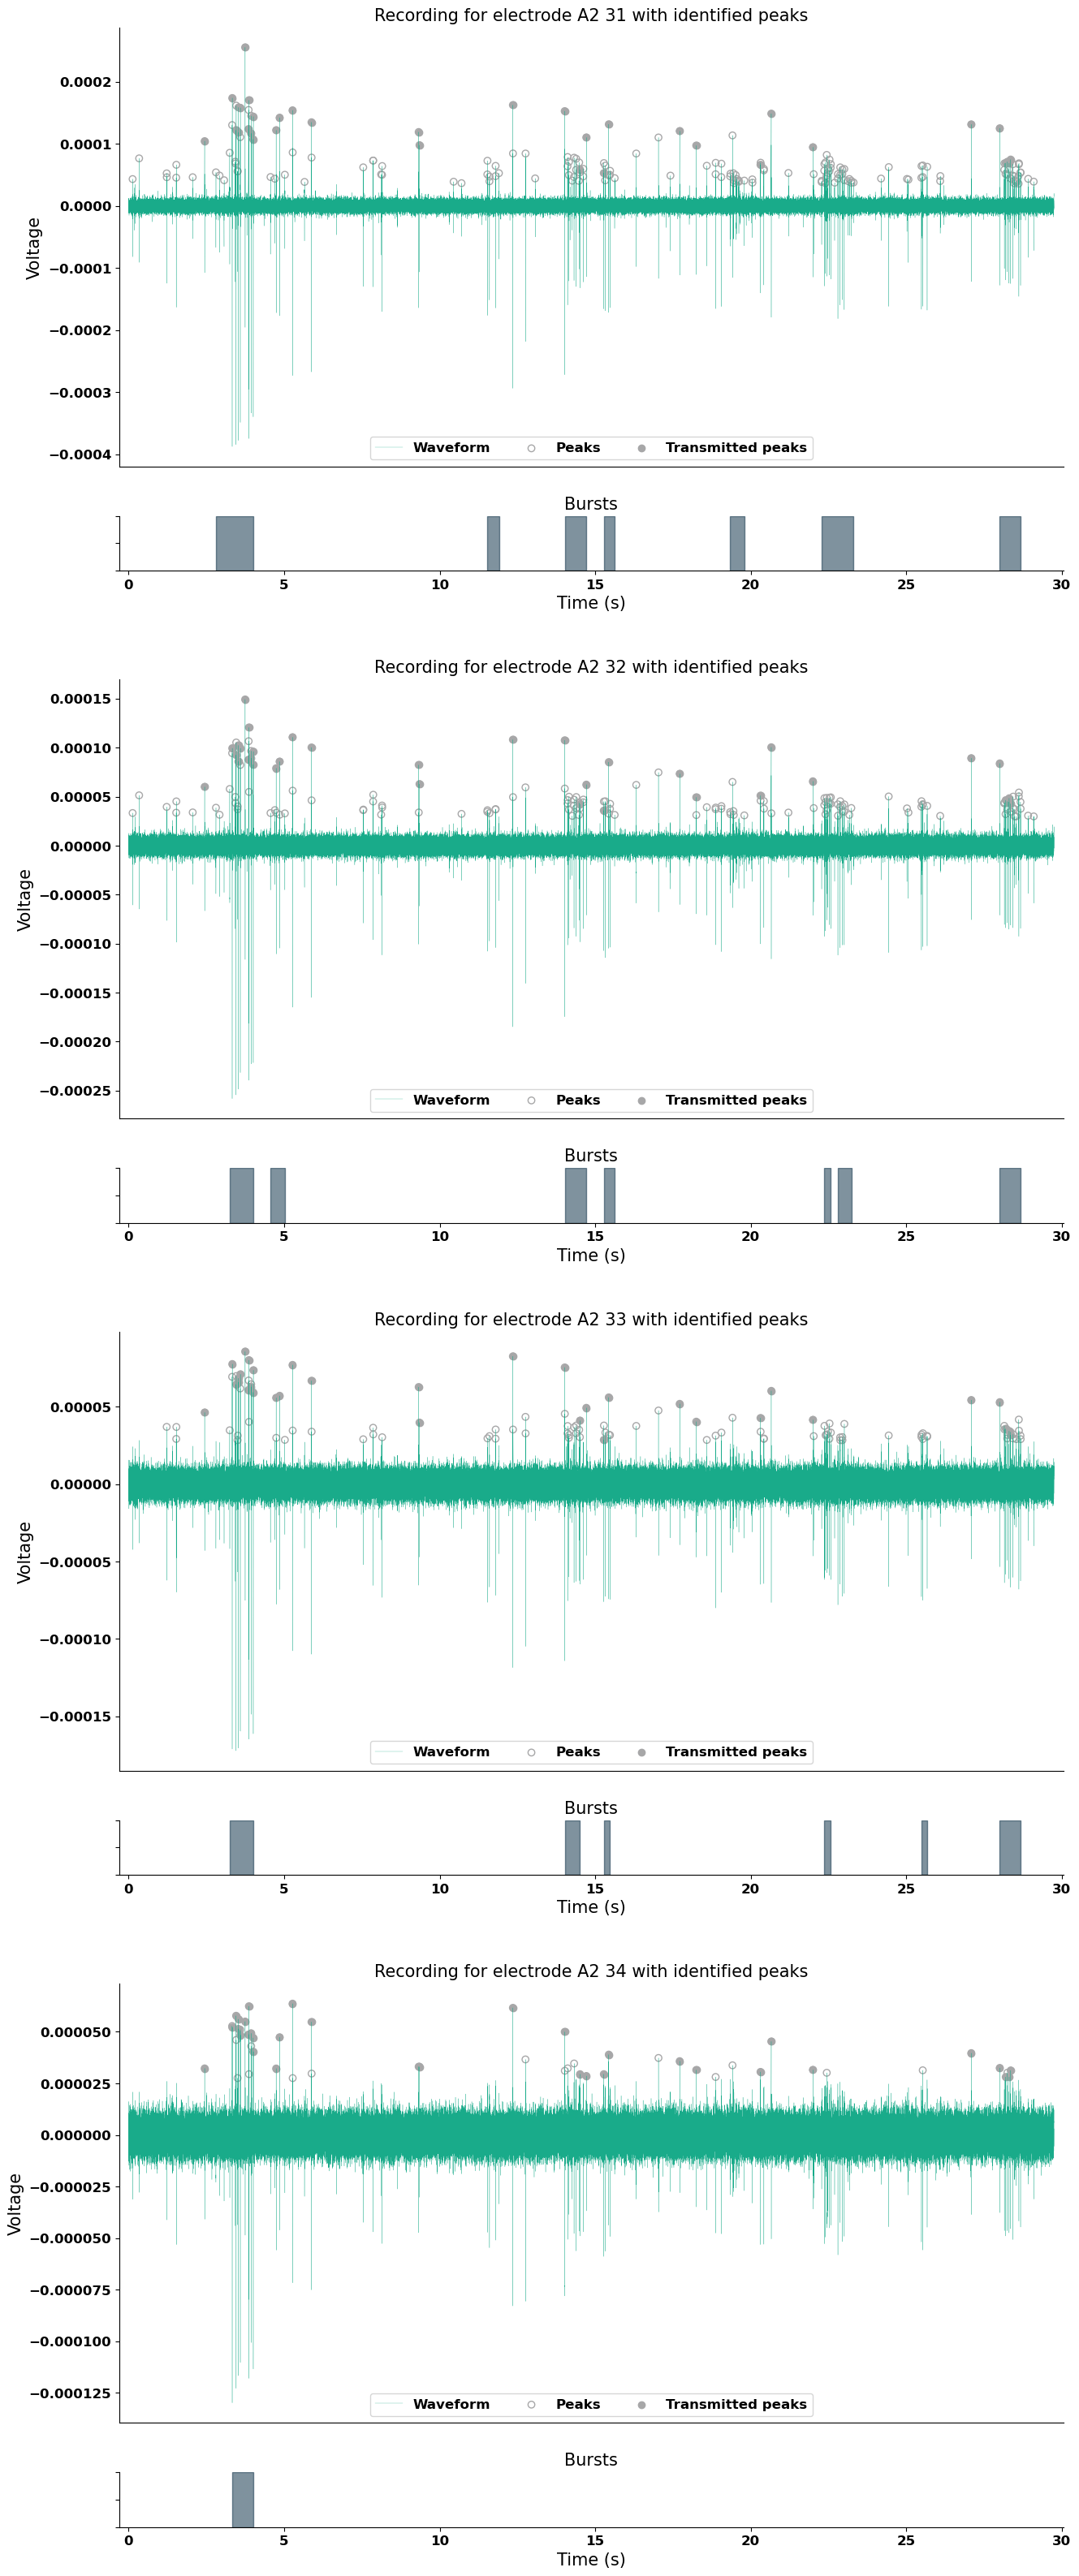 Recording for electrode A2 31 with identified peaks
0.0002
0.0001
0.0000
−0.0001
−0.0002
−0.0003
−0.0004
Voltage
Waveform Peaks Transmitted peaks
Bursts
0 5 10 15 20 25 30
Time (s)
Recording for electrode A2 32 with identified peaks
0.00015
0.00010
0.00005
0.00000
−0.00005
−0.00010
−0.00015
−0.00020
−0.00025
Voltage
Waveform Peaks Transmitted peaks
Bursts
0 5 10 15 20 25 30
Time (s)
Recording for electrode A2 33 with identified peaks
0.00005
0.00000
−0.00005
−0.00010
−0.00015
Voltage
Waveform Peaks Transmitted peaks
Bursts
0 5 10 15 20 25 30
Time (s)
Recording for electrode A2 34 with identified peaks
0.000050
0.000025
0.000000
−0.000025
−0.000050
−0.000075
−0.000100
−0.000125
Voltage
Waveform Peaks Transmitted peaks
Bursts
0 5 10 15 20 25 30
Time (s)